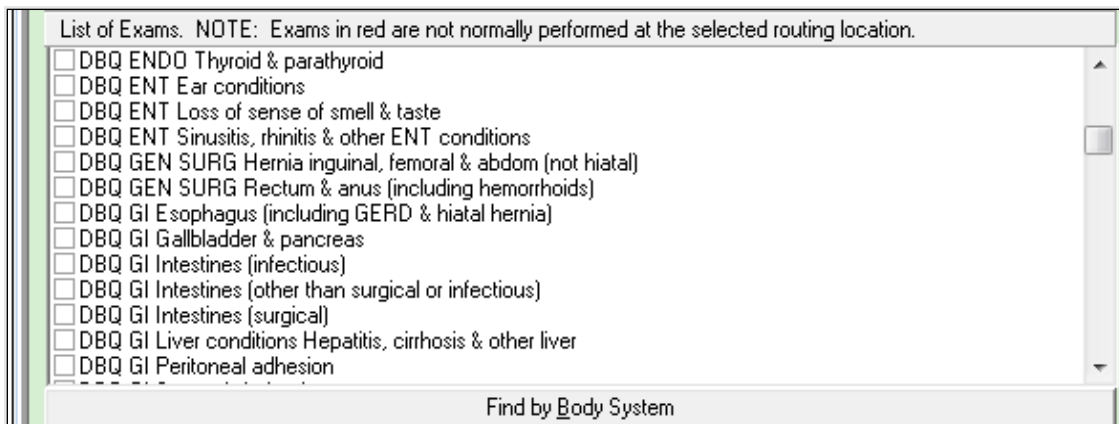 List of Exams.  NOTE:  Exams in red are not normally performed at the selected routing location.
DBQ ENDO Thyroid & parathyroid
DBQ ENT Ear conditions
DBQ ENT Loss of sense of smell & taste
DBQ ENT Sinusitis, rhinitis & other ENT conditions
DBQ GEN SURG Hernia inguinal, femoral & abdom (not hiatal)
DBQ GEN SURG Rectum & anus (including hemorrhoids)
DBQ GI Esophagus (including GERD & hiatal hernia)
DBQ GI Gallbladder & pancreas
DBQ GI Intestines (infectious)
DBQ GI Intestines (other than surgical or infectious)
DBQ GI Intestines (surgical)
DBQ GI Liver conditions Hepatitis, cirrhosis & other liver
DBQ GI Peritoneal adhesion
Find by Body System